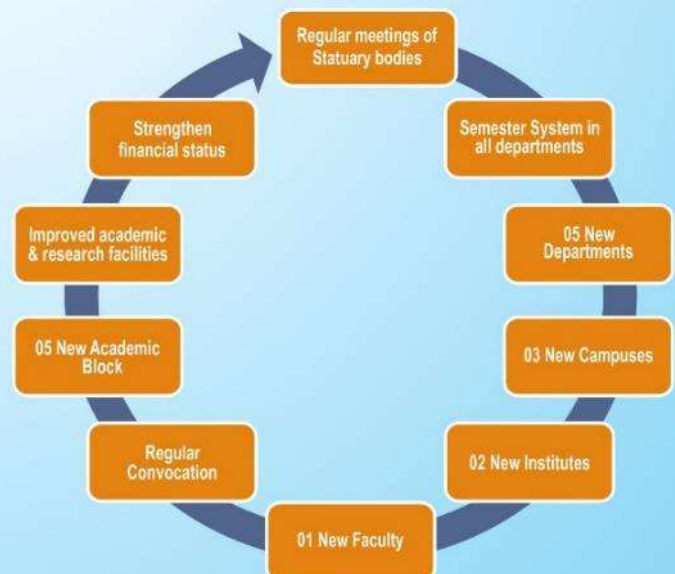 Regular meetings of
Statuary bodies
Semester System in
all departments
05 New
Departments
03 New Campuses
02 New Institutes
01 New Faculty
Regular
Convocation
05 New Academic
Block
Improved academic
& research facilities
Strengthen
financial status